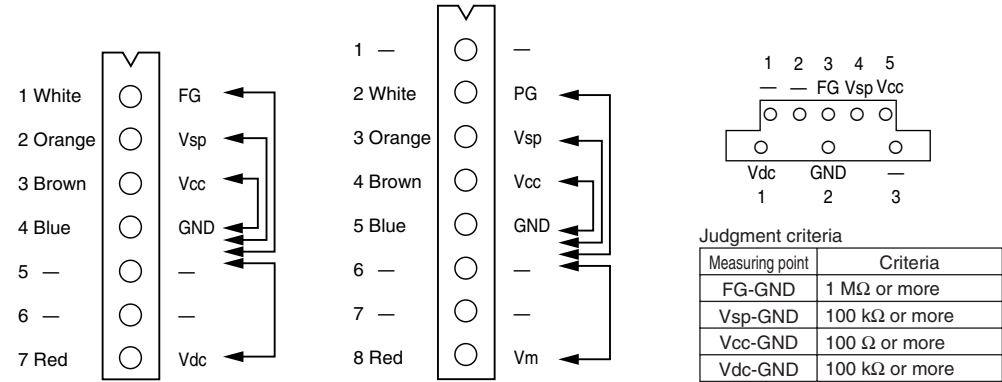 1 White FG
2 Orange Vsp
3 Brown Vcc
4 Blue GND
5 — —
6 — —
7 Red Vdc
1 — —
2 White PG
3 Orange Vsp
4 Brown Vcc
5 Blue GND
6 — —
7 — —
8 Red Vm
1 2 3 4 5
— — FG Vsp Vcc
Vdc GND —
1 2 3
Judgment criteria
Measuring point Criteria
FG-GND 1 MΩ or more
Vsp-GND 100 kΩ or more
Vcc-GND 100 Ω or more
Vdc-GND 100 kΩ or more